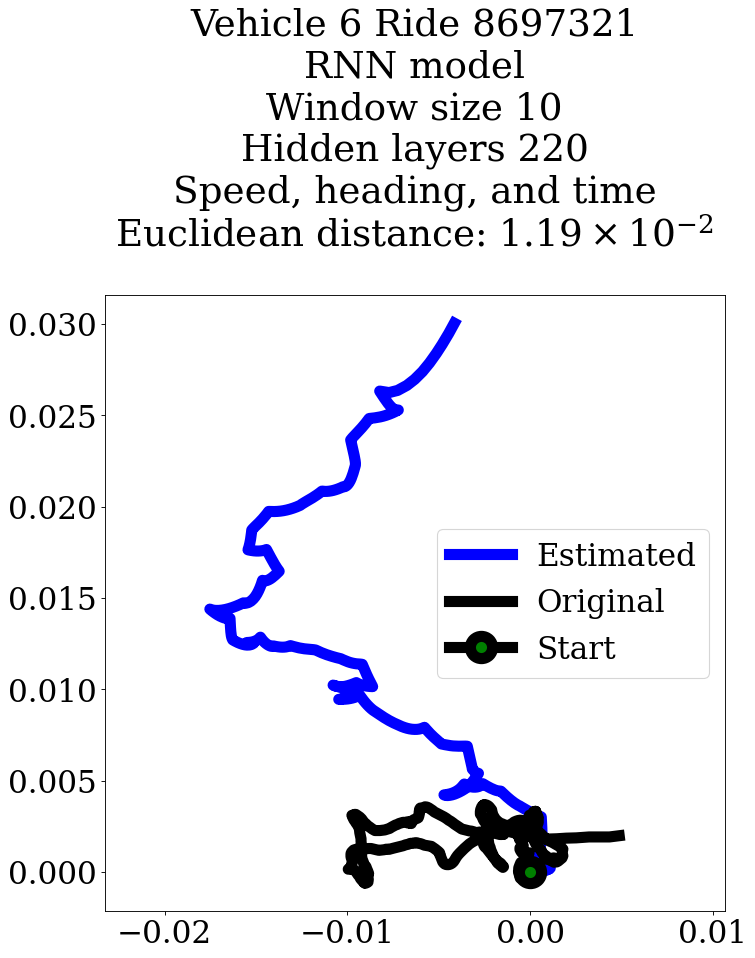 Vehicle 6 Ride 8697321
RNN model
Window size 10
Hidden layers 220
Speed, heading, and time
Euclidean distance: 1.19 × 10⁻²
0.030
0.025
0.020
0.015
0.010
0.005
0.000
Estimated
Original
Start
−0.02
−0.01
0.00
0.01